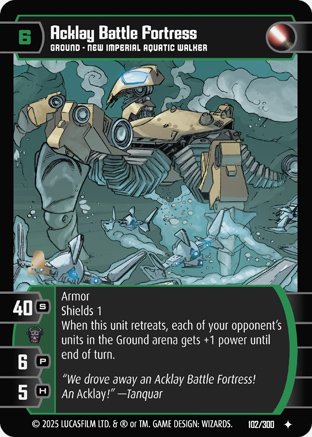 6
Acklay Battle Fortress
GROUND - NEW IMPERIAL AQUATIC WALKER
40 S
6 P
5 H
Armor
Shields 1
When this unit retreats, each of your opponent's
units in the Ground arena gets +1 power until
end of turn.
"We drove away an Acklay Battle Fortress!
An Acklay!" —Tanquar
© 2025 LUCASFILM LTD. & ® or TM. GAME DESIGN: WIZARDS. 102/300